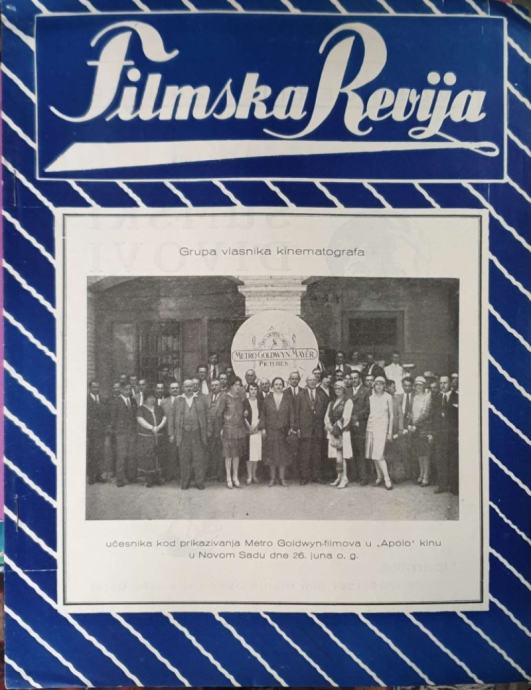 Filmska Revija
Grupa vlasnika kinematografa
METRO-GOLDWYN-MAYER
PICTURES
učesnika kod prikazivanja Metro Goldwyn-filmova u „Apolo" kinu
u Novom Sadu dne 26. juna o. g.